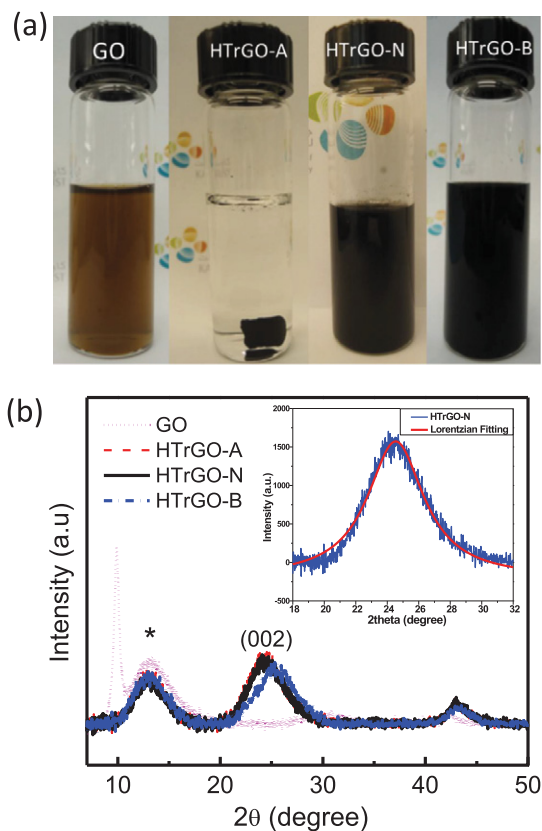 (a)
GO
HTrGO-A
HTrGO-N
HTrGO-B
(b)
GO
HTrGO-A
HTrGO-N
HTrGO-B
HTrGO-N
Lorentzian Fitting
2000
1500
1000
500
0
-500
Intensity (a.u.)
18 20 22 24 26 28 30 32
2theta (degree)
*
(002)
Intensity (a.u)
10 20 30 40 50
2θ (degree)